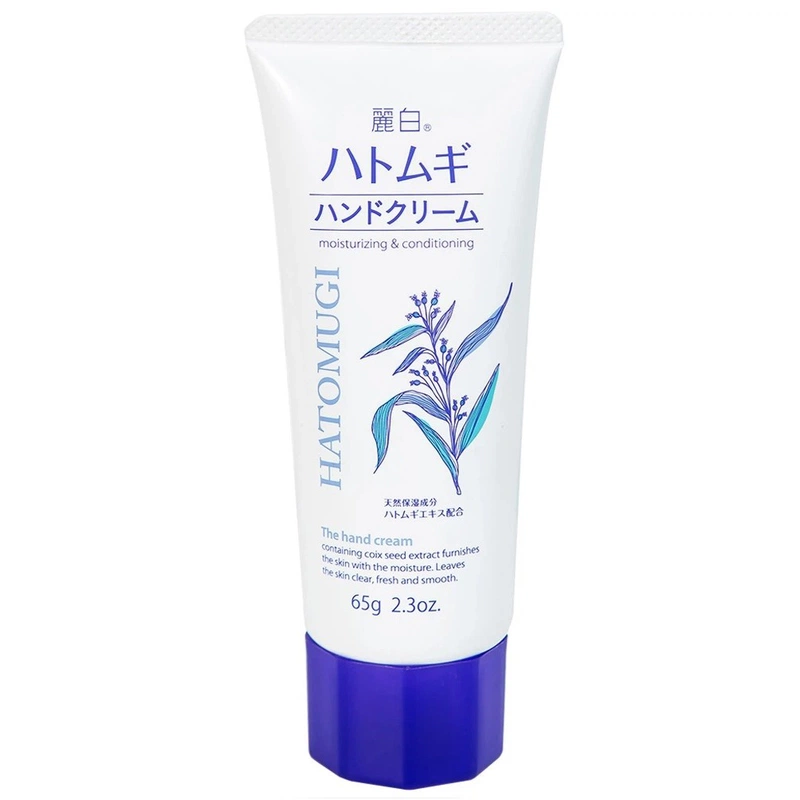 麗白®
ハトムギ
ハンドクリーム
moisturizing & conditioning
HATOMUGI
天然保湿成分
ハトムギエキス配合
The hand cream
containing coix seed extract furnishes
the skin with the moisture. Leaves
the skin clear, fresh and smooth.
65g 2.3oz.